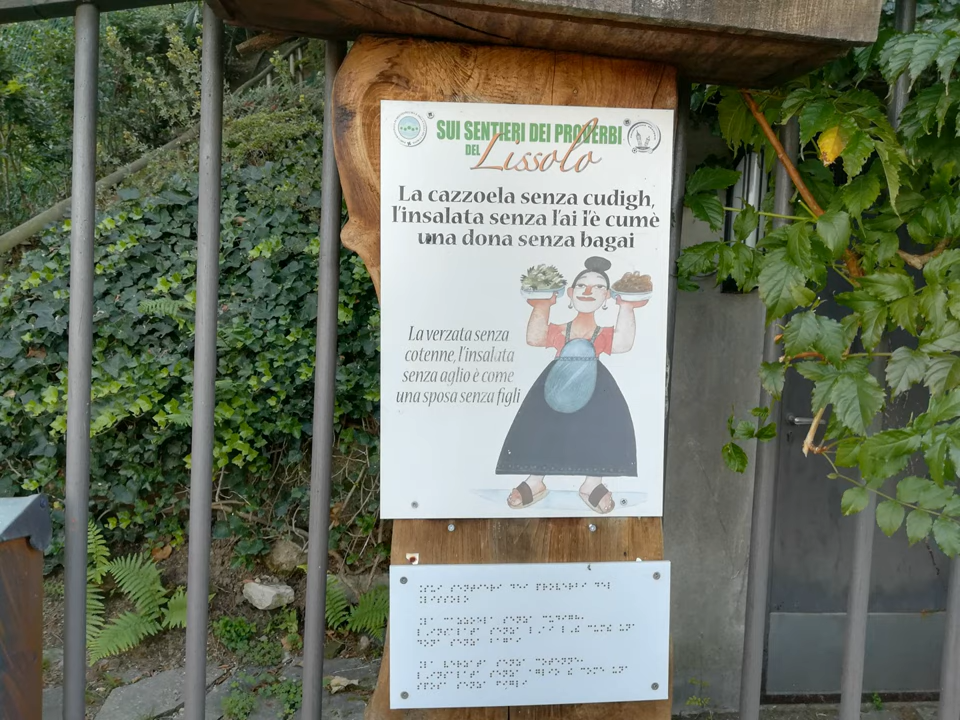 SUI SENTIERI DEI PROVERBI
DEL Lissolo
La cazzoela senza cudigh,
l'insalata senza l'ai l'è cumè
una dona senza bagai
La verzata senza
cotenne, l'insalata
senza aglio è come
una sposa senza figli